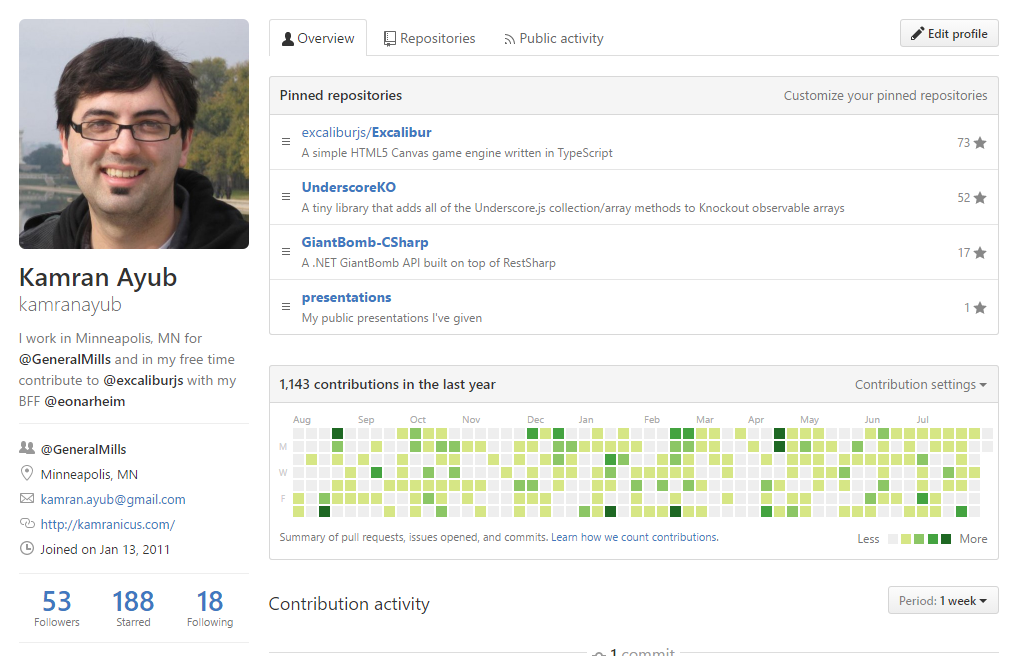 Overview
Repositories
Public activity
Edit profile
Pinned repositories
Customize your pinned repositories
excaliburjs/Excalibur
73
A simple HTML5 Canvas game engine written in TypeScript
UnderscoreKO
52
A tiny library that adds all of the Underscore.js collection/array methods to Knockout observable arrays
GiantBomb-CSharp
17
A .NET GiantBomb API built on top of RestSharp
presentations
1
My public presentations I've given
Kamran Ayub
kamranayub
I work in Minneapolis, MN for
@GeneralMills and in my free time
contribute to @excaliburjs with my
BFF @eonarheim
@GeneralMills
Minneapolis, MN
kamran.ayub@gmail.com
http://kamranicus.com/
Joined on Jan 13, 2011
53
Followers
188
Starred
18
Following
1,143 contributions in the last year
Contribution settings
Aug Sep Oct Nov Dec Jan Feb Mar Apr May Jun Jul
M
W
F
Summary of pull requests, issues opened, and commits. Learn how we count contributions.
Less
More
Contribution activity
Period: 1 week
1 commit